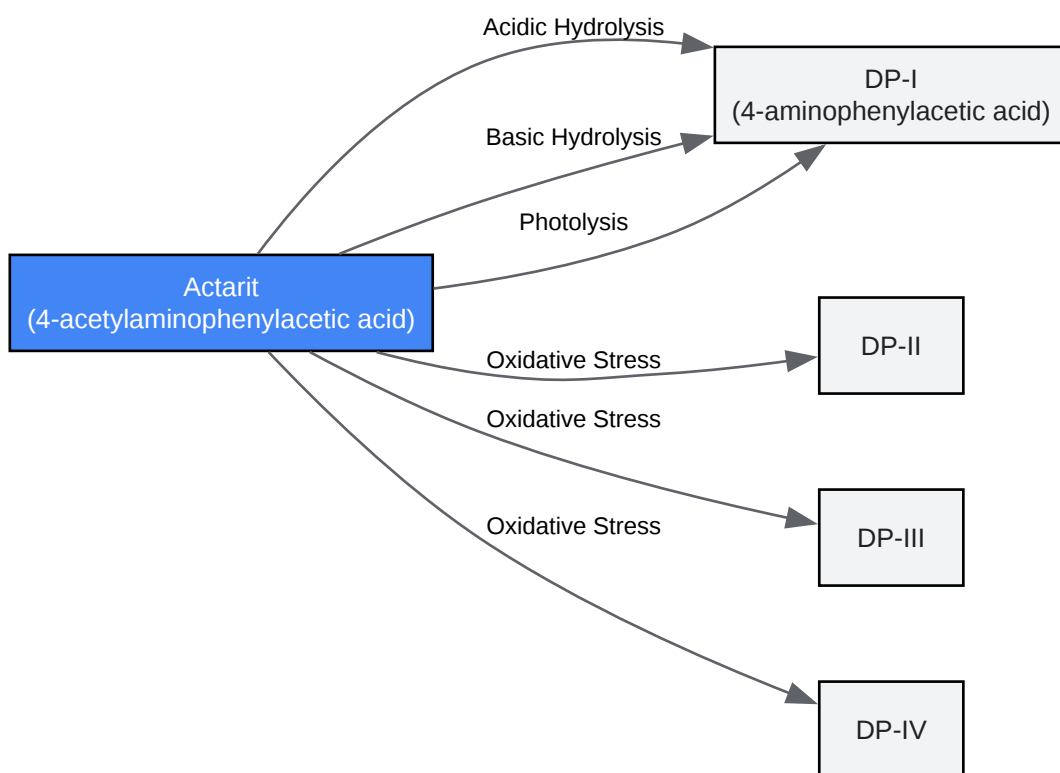 Acidic Hydrolysis
DP-I
(4-aminophenylacetic acid)
Basic Hydrolysis
Photolysis
Actarit
(4-acetylaminophenylacetic acid)
DP-II
Oxidative Stress
Oxidative Stress
Oxidative Stress
DP-III
DP-IV